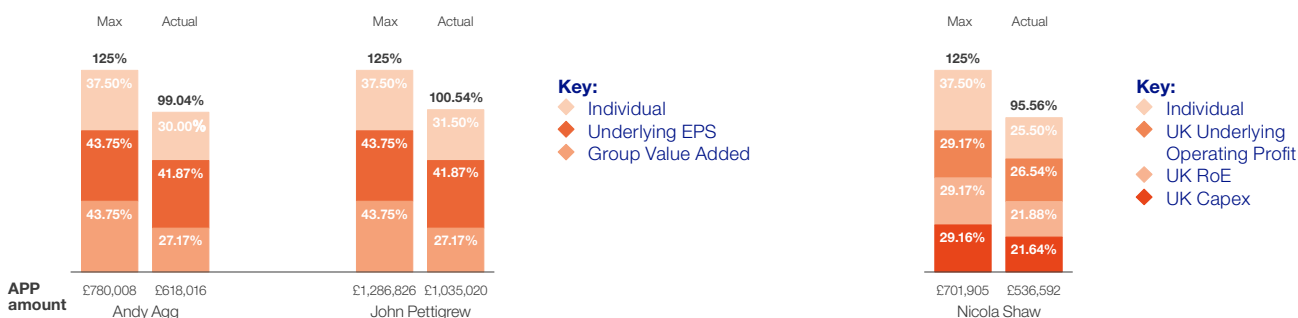 Max Actual
125%
37.50%
43.75%
43.75%
99.04%
30.00%
41.87%
27.17%
Max Actual
125%
37.50%
43.75%
43.75%
100.54%
31.50%
41.87%
27.17%
Key:
Individual
Underlying EPS
Group Value Added
Max Actual
125%
37.50%
29.17%
29.17%
29.16%
95.56%
25.50%
26.54%
21.88%
21.64%
Key:
Individual
UK Underlying
Operating Profit
UK RoE
UK Capex
APP
amount
£780,008 £618,016
Andy Agg
£1,286,826 £1,035,020
John Pettigrew
£701,905 £536,592
Nicola Shaw